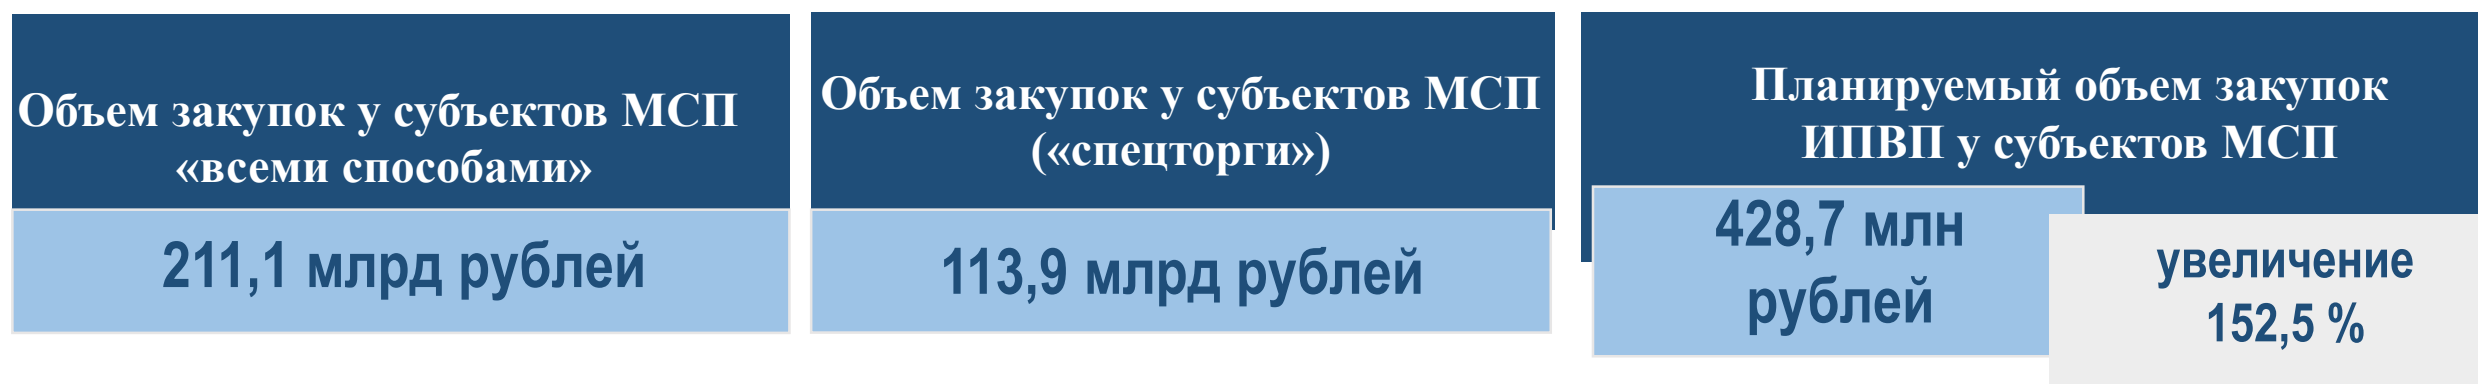 Объем закупок у субъектов МСП
«всеми способами»
211,1 млрд рублей
Объем закупок у субъектов МСП
(«спецторги»)
113,9 млрд рублей
Планируемый объем закупок
ИПВП у субъектов МСП
428,7 млн
рублей
увеличение
152,5 %